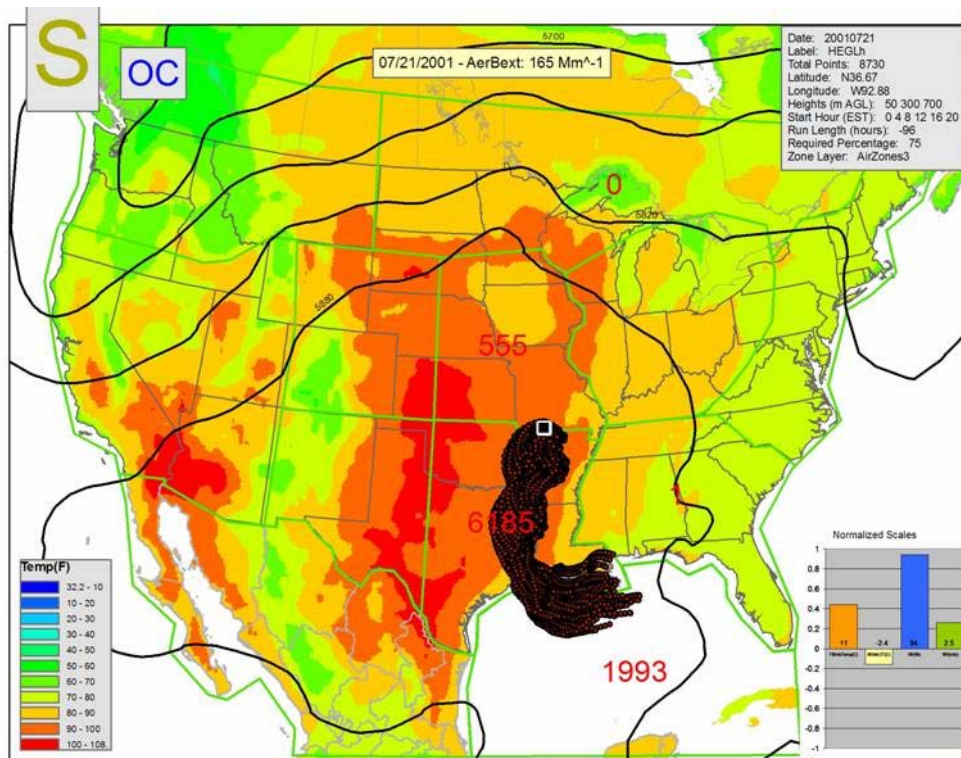 S
OC
07/21/2001 - AerBext: 165 Mm^-1
Date: 20010721
Label: HEGLh
Total Points: 8730
Latitude: N36.67
Longitude: W92.88
Heights (m AGL): 50 300 700
Start Hour (EST): 0 4 8 12 16 20
Run Length (hours): -96
Required Percentage: 75
Zone Layer: AirZones3
5700
0
5820
5880
555
6185
1993
Temp(F)
32.2 - 10
10 - 20
20 - 30
30 - 40
40 - 50
50 - 60
60 - 70
70 - 80
80 - 90
90 - 100
100 - 108.
Normalized Scales
1
0.8
0.6
0.4
0.2
0
-0.2
-0.4
-0.6
-0.8
-1
11
-2.4
94.
2.5